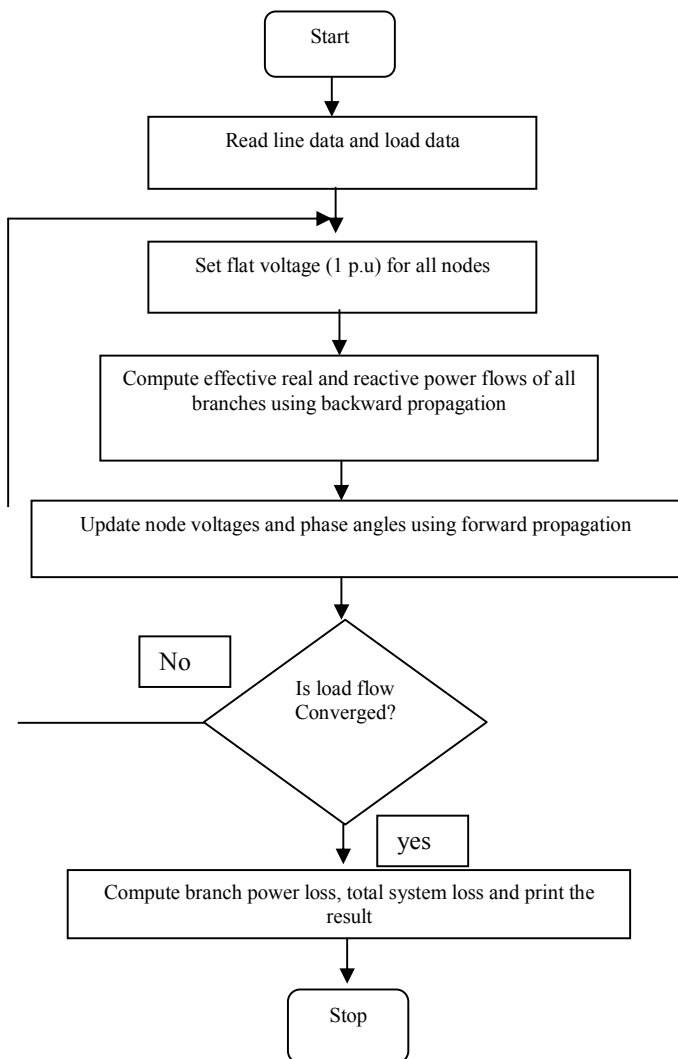 Start
Read line data and load data
Set flat voltage (1 p.u) for all nodes
Compute effective real and reactive power flows of all
branches using backward propagation
Update node voltages and phase angles using forward propagation
No
Is load flow
Converged?
yes
Compute branch power loss, total system loss and print the
result
Stop